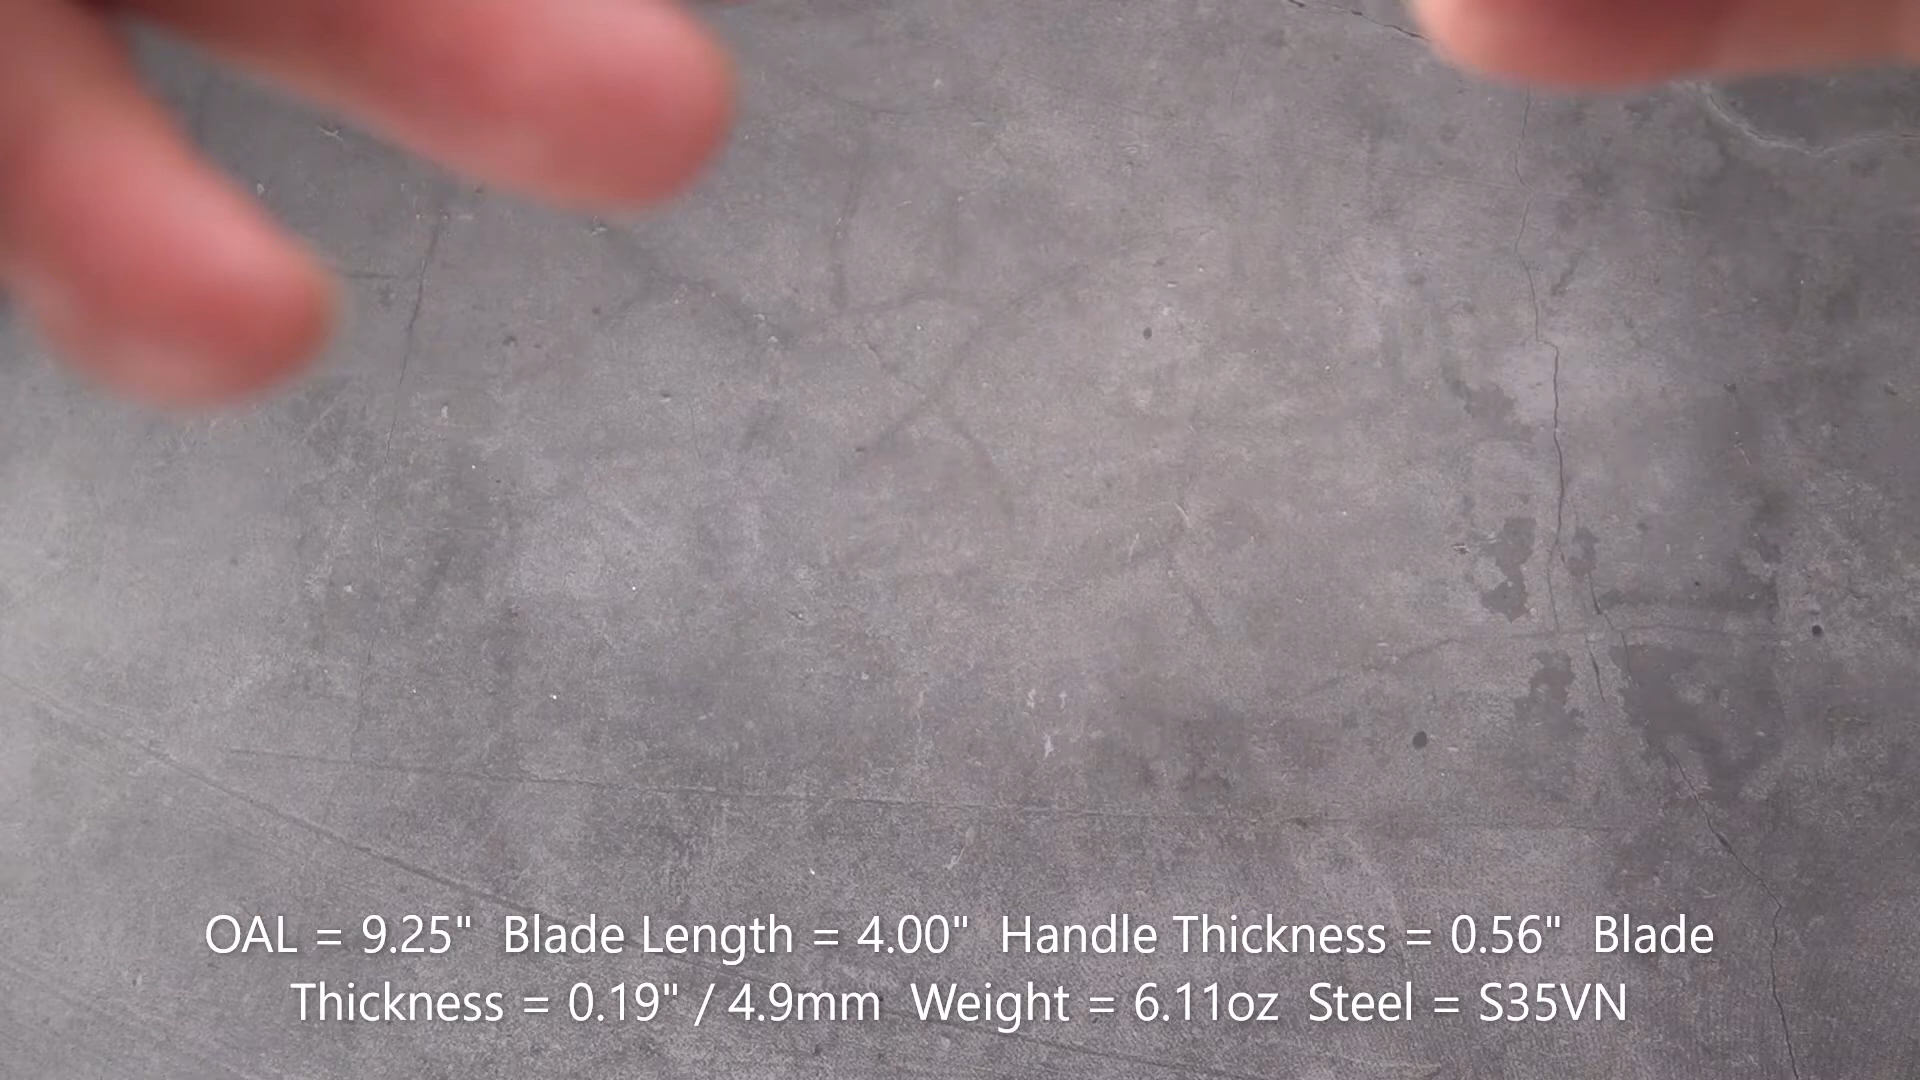 OAL = 9.25" Blade Length = 4.00" Handle Thickness = 0.56" Blade
Thickness = 0.19" / 4.9mm Weight = 6.11oz Steel = S35VN